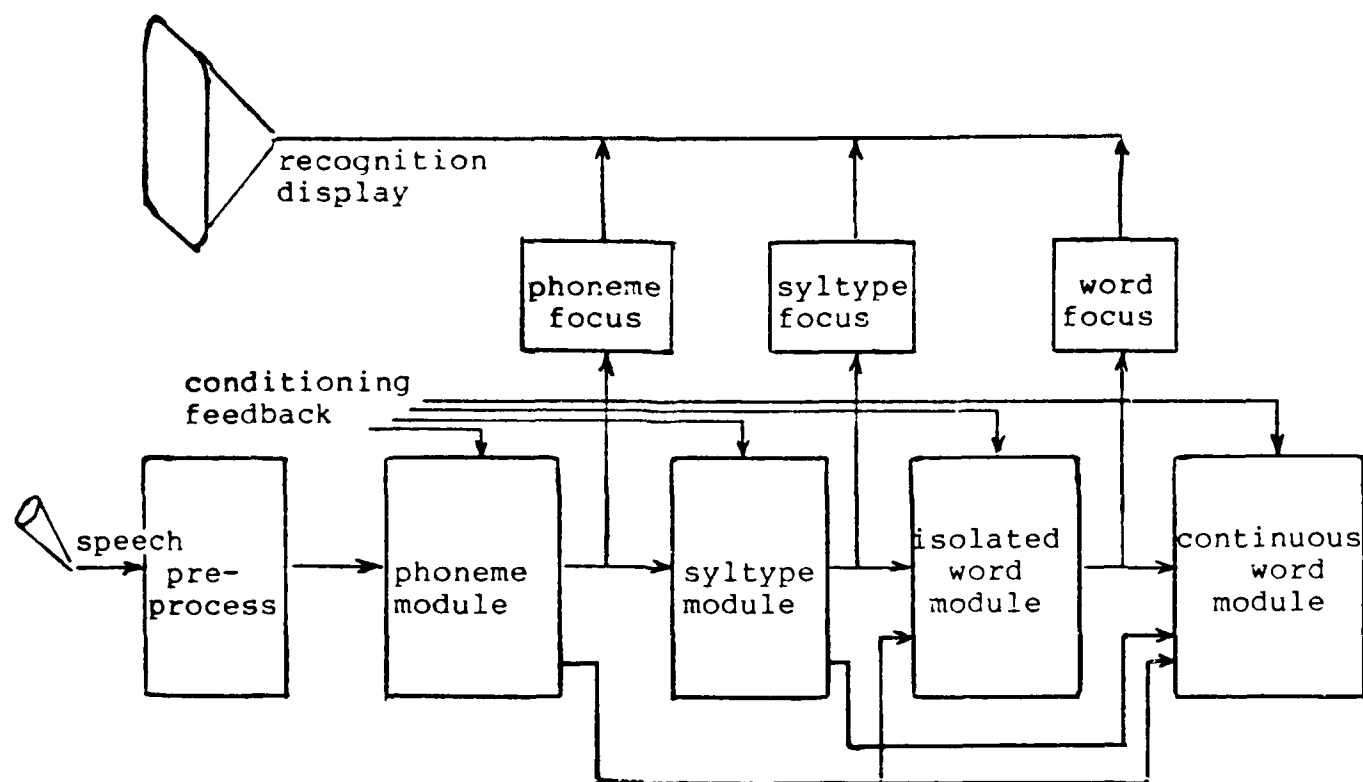 recognition
display
phoneme
focus
syltype
focus
word
focus
conditioning
feedback
speech
pre-
process
phoneme
module
syltype
module
isolated
word
module
continuous
word
module